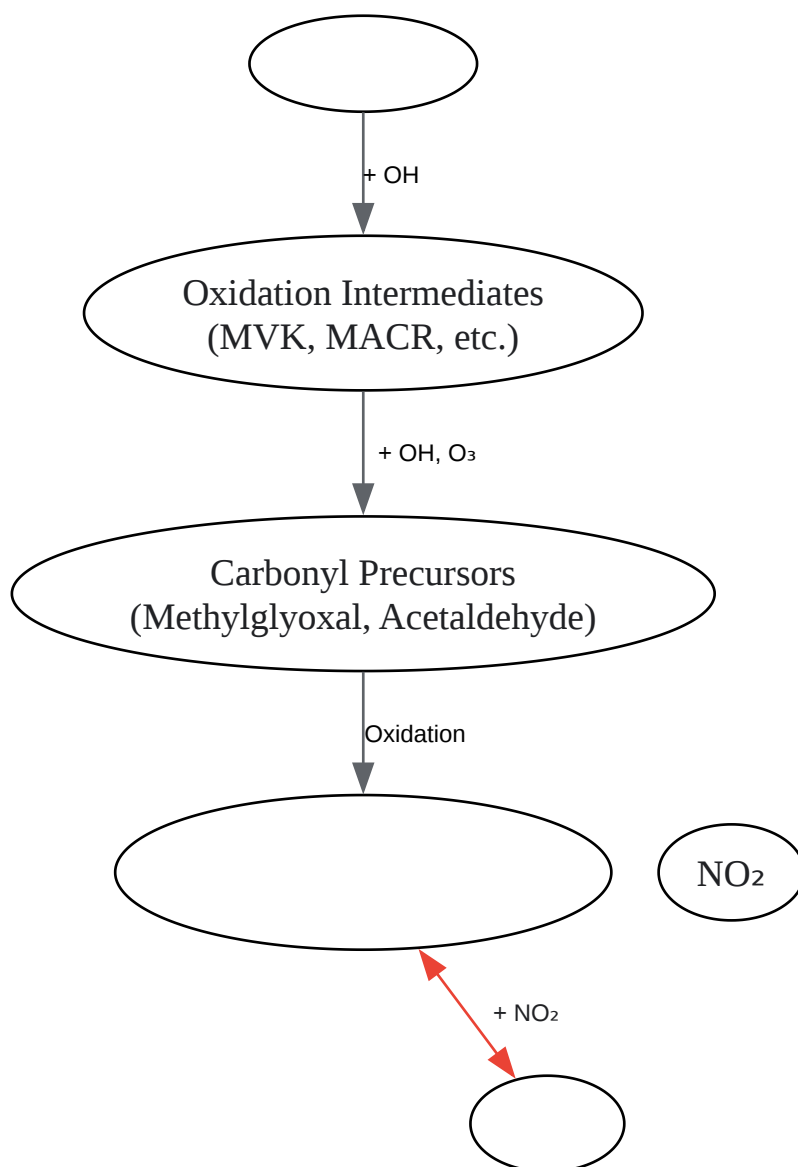 + OH
Oxidation Intermediates
(MVK, MACR, etc.)
+ OH, O₃
Carbonyl Precursors
(Methylglyoxal, Acetaldehyde)
Oxidation
NO₂
+ NO₂